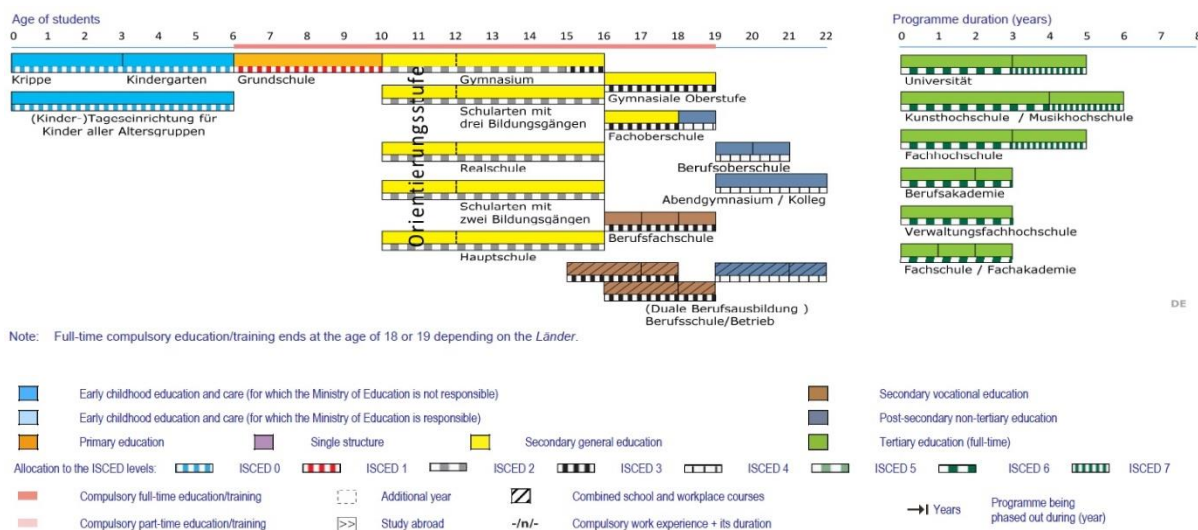 Age of students
Programme duration (years)
0 1 2 3 4 5 6 7 8 9 10 11 12 13 14 15 16 17 18 19 20 21 22
0 1 2 3 4 5 6 7 8
Krippe
Kindergarten
Grundschule
Gymnasium
(Kinder-)Tageseinrichtung für
Kinder aller Altersgruppen
Orientierungsstufe
Schularten mit
drei Bildungsgängen
Realschule
Schularten mit
zwei Bildungsgängen
Hauptschule
Gymnasiale Oberstufe
Fachoberschule
Berufsoberschule
Abendgymnasium / Kolleg
Berufsfachschule
(Duale Berufsausbildung )
Berufsschule/Betrieb
Universität
Kunsthochschule / Musikhochschule
Fachhochschule
Berufsakademie
Verwaltungsfachhochschule
Fachschule / Fachakademie
DE
Note: Full-time compulsory education/training ends at the age of 18 or 19 depending on the Länder.
Early childhood education and care (for which the Ministry of Education is not responsible)
Secondary vocational education
Early childhood education and care (for which the Ministry of Education is responsible)
Post-secondary non-tertiary education
Primary education
Single structure
Secondary general education
Tertiary education (full-time)
Allocation to the ISCED levels: ISCED 0 ISCED 1 ISCED 2 ISCED 3 ISCED 4 ISCED 5 ISCED 6 ISCED 7
Compulsory full-time education/training
Additional year
Combined school and workplace courses
Years
Programme being
phased out during (year)
Compulsory part-time education/training
>> Study abroad
-/n/- Compulsory work experience + its duration